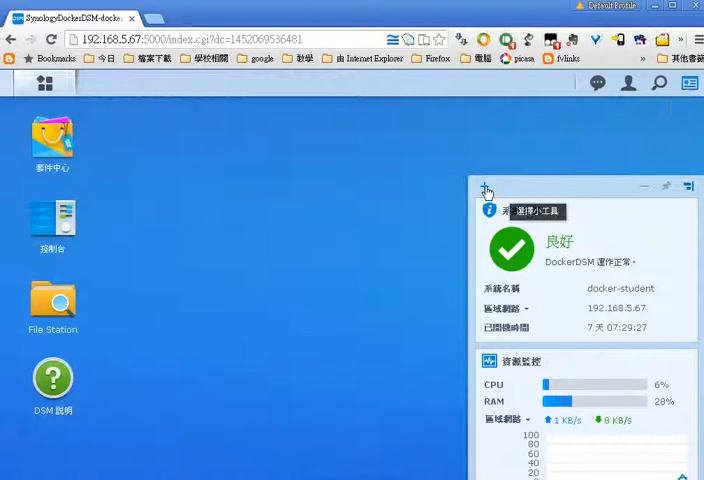 Default Profile
SynologyDockerDSM-docke
192.168.5.67:5000/index.cgi?dc=1452069536481
Bookmarks 今日 檔案下載 學校相關 google 教學 由 Internet Explorer Firefox 電腦 picasa fvlinks » 其他書籤
套件中心
控制台
File Station
DSM 說明
選擇小工具
良好
DockerDSM 運作正常。
系統名稱 docker-student
區域網路 192.168.5.67
已開機時間 7 天 07:29:27
資源監控
CPU 6%
RAM 28%
區域網路 1 KB/s 8 KB/s
100
80
60
40
20